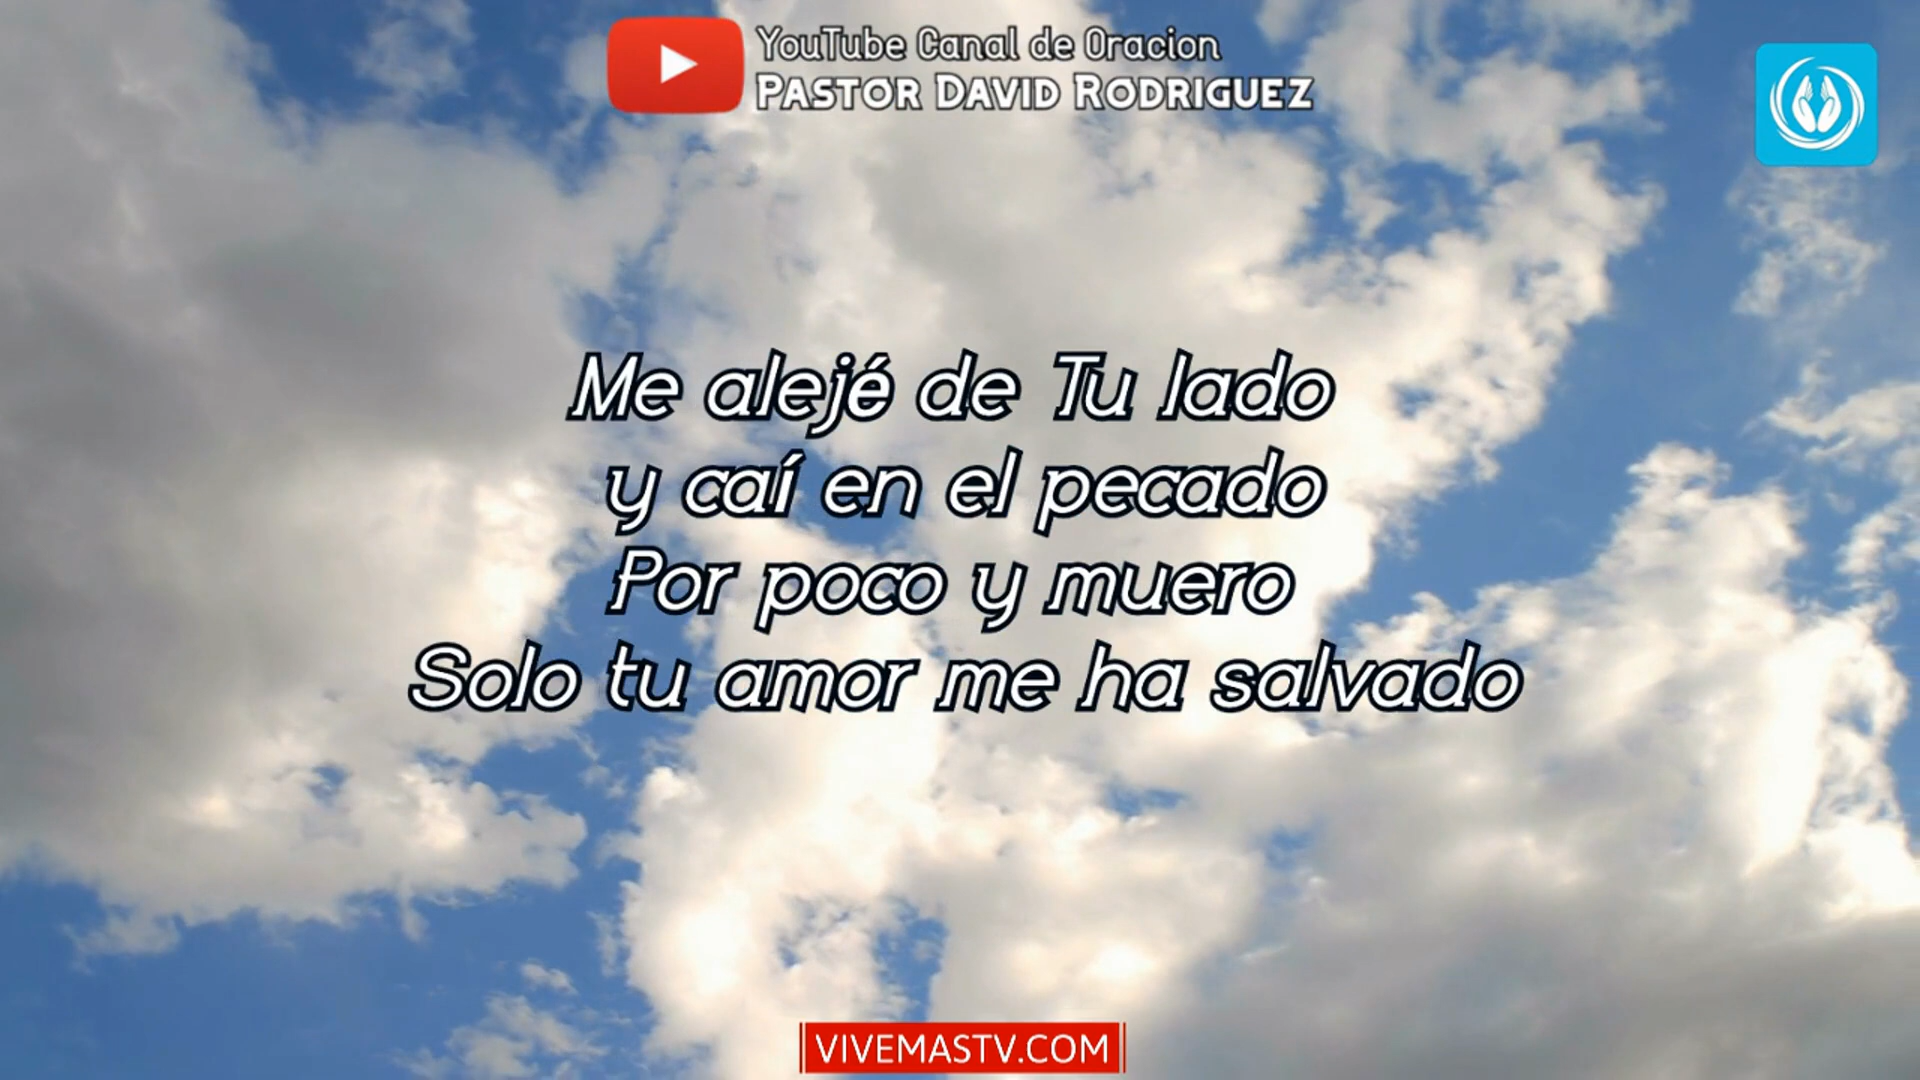 YouTube Canal de Oracion
PASTOR DAVID RODRIGUEZ
Me alejé de Tu lado
y caí en el pecado
Por poco y muero
Solo tu amor me ha salvado
VIVEMASTV.COM